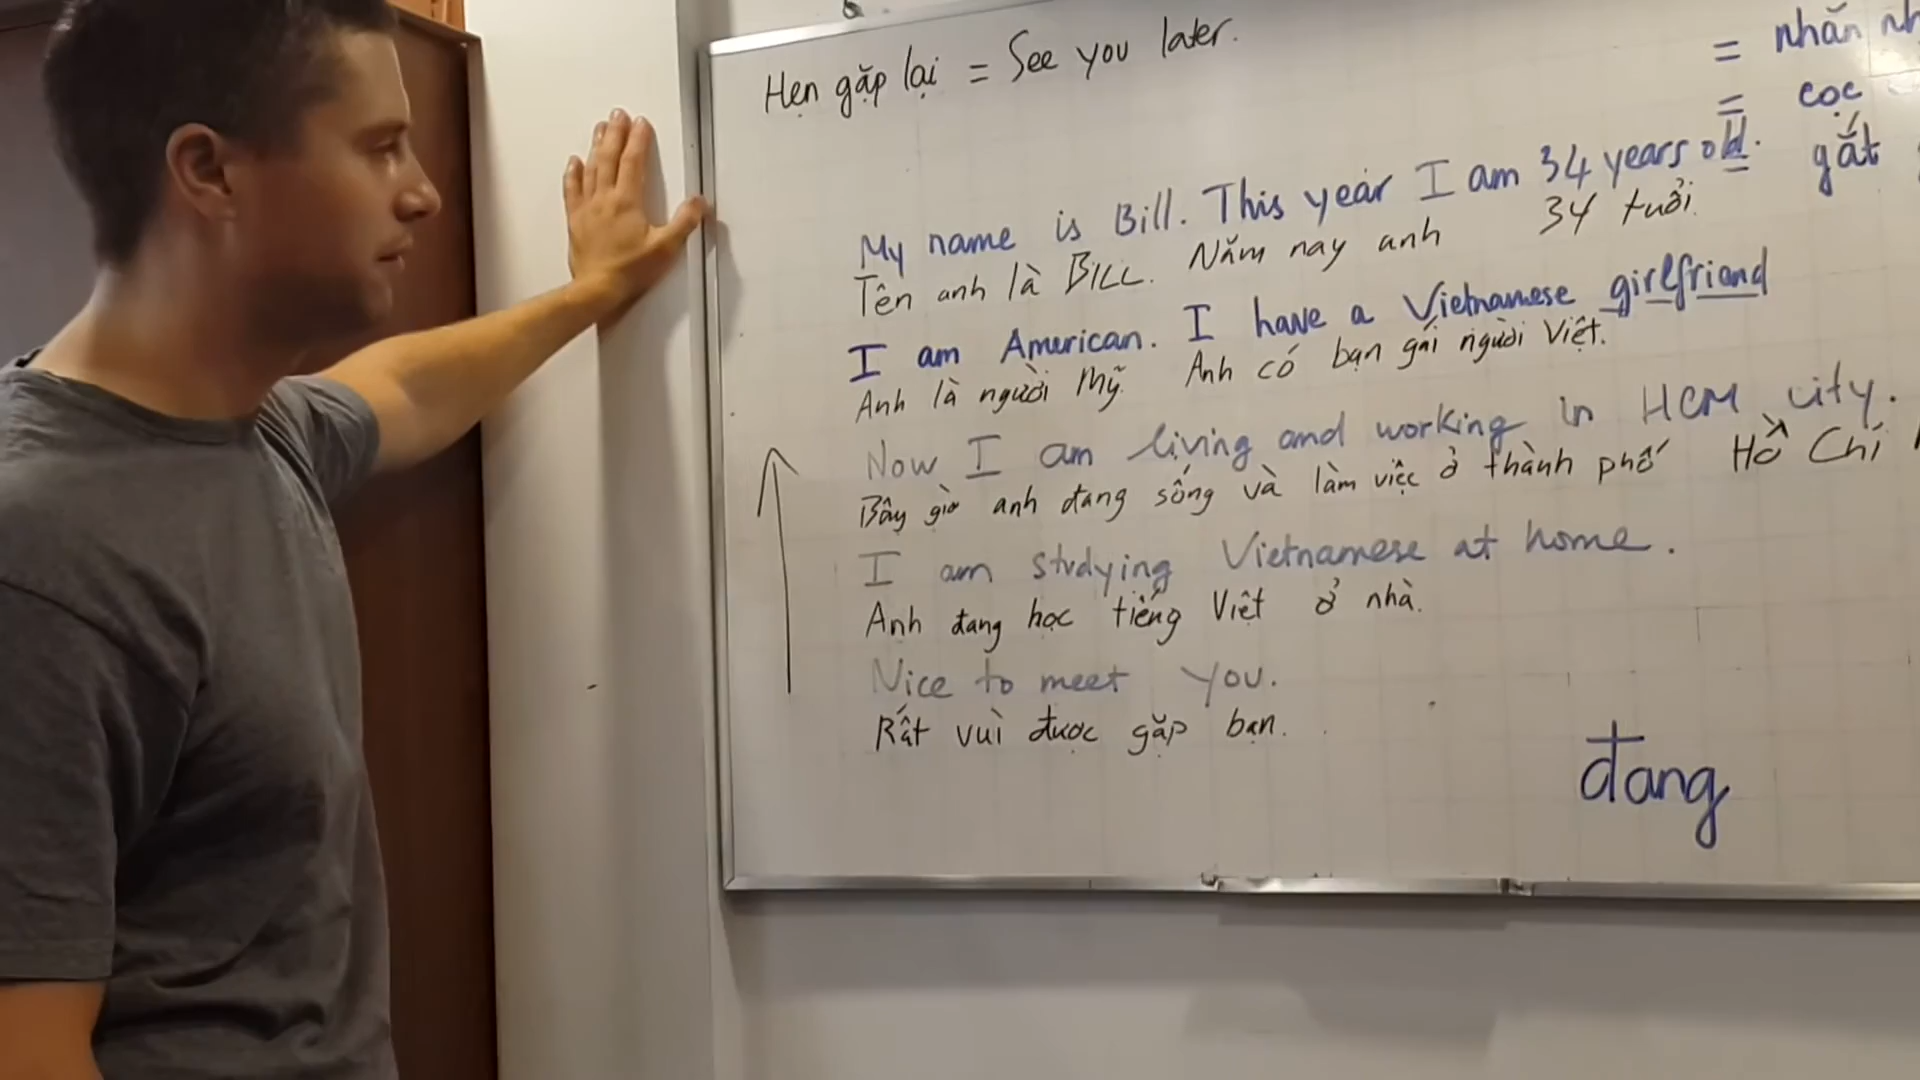 Hẹn gặp lại = See you later.
= nhăn
= cọc
gắt
My name is Bill. This year I am 34 years old.
Tên anh là BILL. Năm nay anh 34 tuổi.
I am American. I have a Vietnamese girlfriend
Anh là người Mỹ. Anh có bạn gái người Việt.
Now I am living and working in HCM city.
Bây giờ anh đang sống và làm việc ở thành phố Hồ Chí
I am studying Vietnamese at home.
Anh đang học tiếng Việt ở nhà.
Nice to meet you.
Rất vui được gặp bạn.
đang